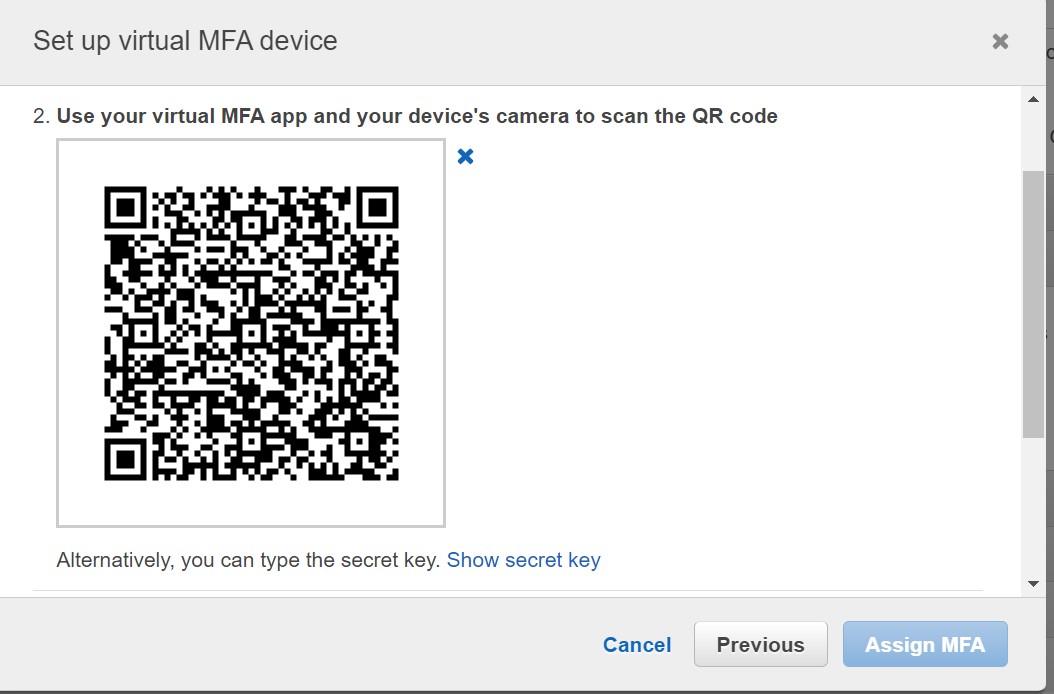 Set up virtual MFA device
2. Use your virtual MFA app and your device's camera to scan the QR code
Alternatively, you can type the secret key. Show secret key
Cancel
Previous
Assign MFA